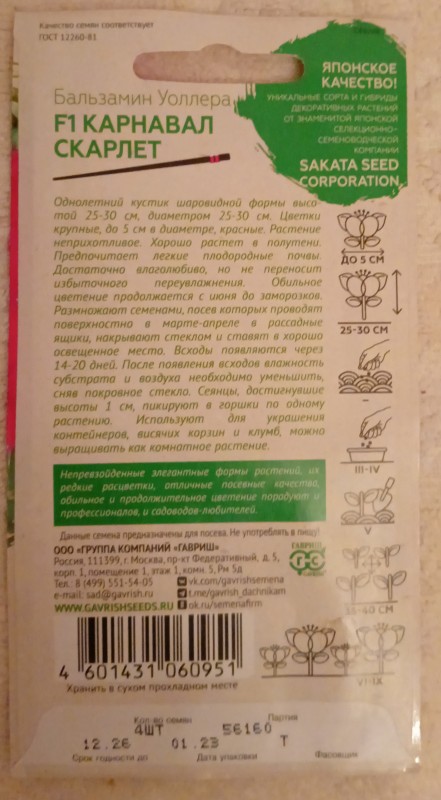 Качество семян соответствует
ГОСТ 12260-81
ЯПОНСКОЕ
КАЧЕСТВО!
УНИКАЛЬНЫЕ СОРТА И ГИБРИДЫ
ДЕКОРАТИВНЫХ РАСТЕНИЙ
ОТ ЗНАМЕНИТОЙ ЯПОНСКОЙ
СЕЛЕКЦИОННО-
СЕМЕНОВОДЧЕСКОЙ
КОМПАНИИ
SAKATA SEED
CORPORATION
Бальзамин Уоллера
F1 КАРНАВАЛ
СКАРЛЕТ
Однолетний кустик шаровидной формы высо-
той 25-30 см, диаметром 25-30 см. Цветки
крупные, до 5 см в диаметре, красные. Растение
неприхотливое. Хорошо растет в полутени.
Предпочитает легкие плодородные почвы.
Достаточно влаголюбиво, но не переносит
избыточного переувлажнения. Обильное
цветение продолжается с июня до заморозков.
Размножают семенами, посев которых проводят
поверхностно в марте-апреле в рассадные
ящики, накрывают стеклом и ставят в хорошо
освещенное место. Всходы появляются через
14-20 дней. После появления всходов влажность
субстрата и воздуха необходимо уменьшить,
сняв покровное стекло. Сеянцы, достигнувшие
высоты 1 см, пикируют в горшки по одному
растению. Используют для украшения
контейнеров, висячих корзин и клумб, можно
выращивать как комнатное растение.
ДО 5 СМ
25-30 СМ
III-IV
V
35-40 СМ
VI-IX
Непревзойденные элегантные формы растений, их
редкие расцветки, отличные посевные качества,
обильное и продолжительное цветение порадуют и
профессионалов, и садоводов-любителей.
Данные семена предназначены для посева. Не употреблять в пищу!
ООО «ГРУППА КОМПАНИЙ «ГАВРИШ»
Россия, 111399, г. Москва, пр-кт Федеративный, д. 5,
корп. 1, помещение 1, этаж 1, комн. 5, Рм 5д
Тел.: 8 (499) 551-54-05
e-mail: sad@gavrish.ru
WWW.GAVRISHSEEDS.RU
vk.com/gavrishsemena
t.me/gavrish_dachnikam
ok.ru/semenafirm
ГАВРИШ
4 601431 060951
Хранить в сухом прохладном месте
Кол-во семян
Партия
4ШТ 56160
12.26 01.23 Т
Срок годности до
Дата упаковки
Фасовщик